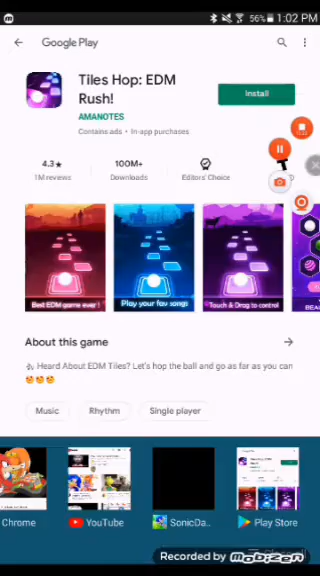 56% 1:02 PM
Google Play
Tiles Hop: EDM
Rush!
AMANOTES
Contains ads • In-app purchases
Install
4.3★ 100M+
1M reviews Downloads Editors' Choice
Best EDM game ever !
Play your fav songs
Touch & Drag to control
About this game
Heard About EDM Tiles? Let's hop the ball and go as far as you can
Music Rhythm Single player
Chrome YouTube SonicDa.. Play Store
Recorded by mobizen